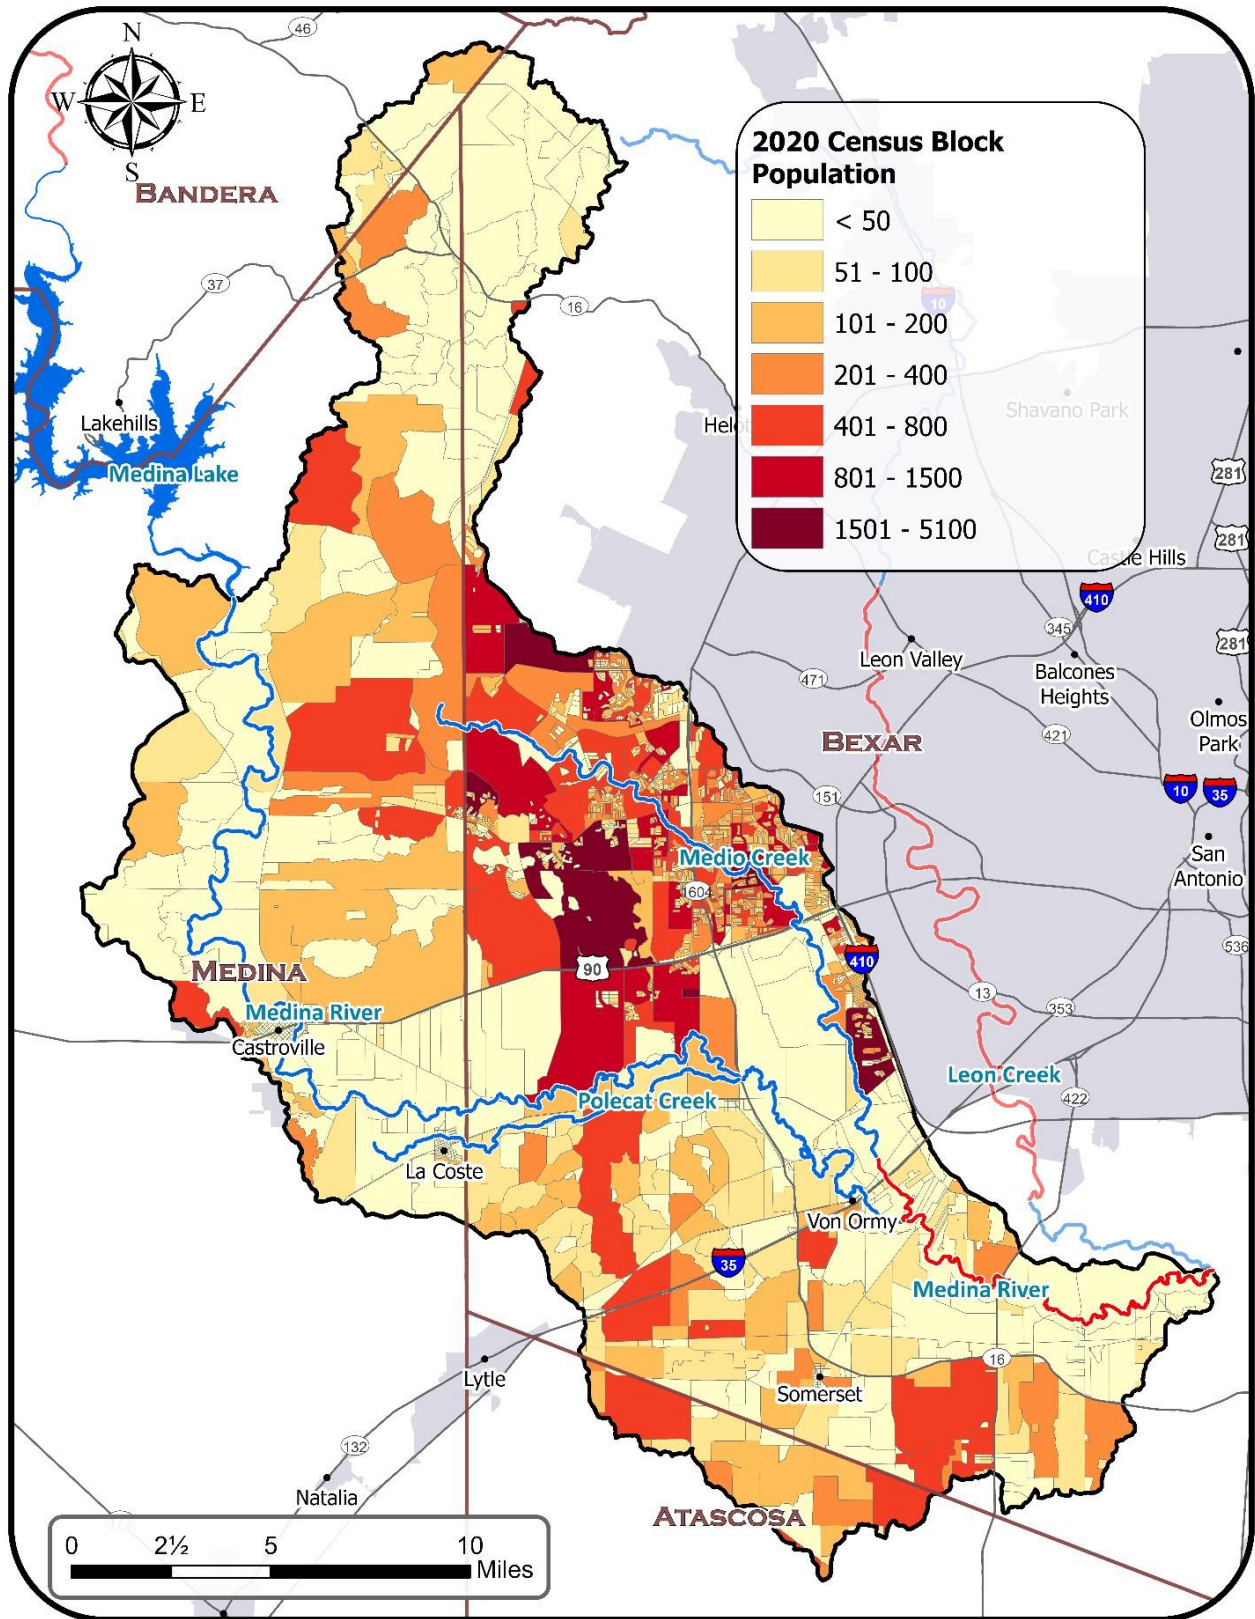 46
N
W
E
S
BANDERA
2020 Census Block
Population
< 50
51 - 100
101 - 200
201 - 400
401 - 800
801 - 1500
1501 - 5100
37
16
10
Lakehills
Shavano Park
Medina Lake
281
281
Castle Hills
410
345
281
Leon Valley
Balcones
Heights
471
Olmos
Park
421
BEXAR
10
35
151
San
Antonio
Medio Creek
1604
536
410
90
MEDINA
13
353
Medina River
Castroville
Leon Creek
422
Polecat Creek
La Coste
Von Ormy
35
Medina River
16
Lytle
Somerset
132
Natalia
ATASCOSA
0
2½
5
10
Miles